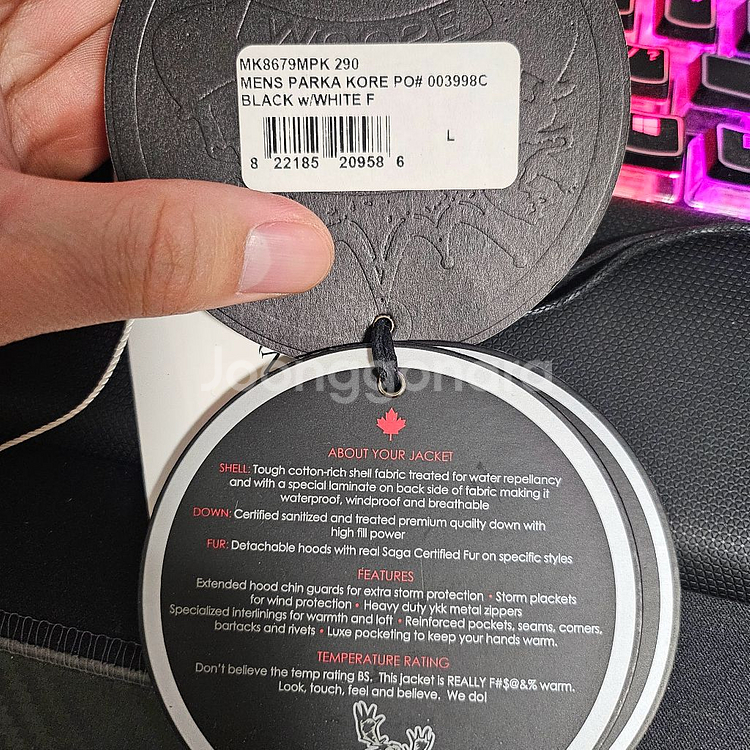 MOOSE
MK8679MPK 290
MENS PARKA KORE PO# 003998C
BLACK w/WHITE F
L
8 22185 20958 6
Joonggonara
ABOUT YOUR JACKET
SHELL: Tough cotton-rich shell fabric treated for water repellancy
and with a special laminate on back side of fabric making it
waterproof, windproof and breathable
DOWN: Certified sanitized and treated premium quality down with
high fill power
FUR: Detachable hoods with real Saga Certified Fur on specific styles
FEATURES
Extended hood chin guards for extra storm protection • Storm plackets
for wind protection • Heavy duty ykk metal zippers
Specialized interlinings for warmth and loft • Reinforced pockets, seams, corners,
bartacks and rivets • Luxe pocketing to keep your hands warm.
TEMPERATURE RATING
Don't believe the temp rating BS. This jacket is REALLY F#$@&% warm.
Look, touch, feel and believe. We do!